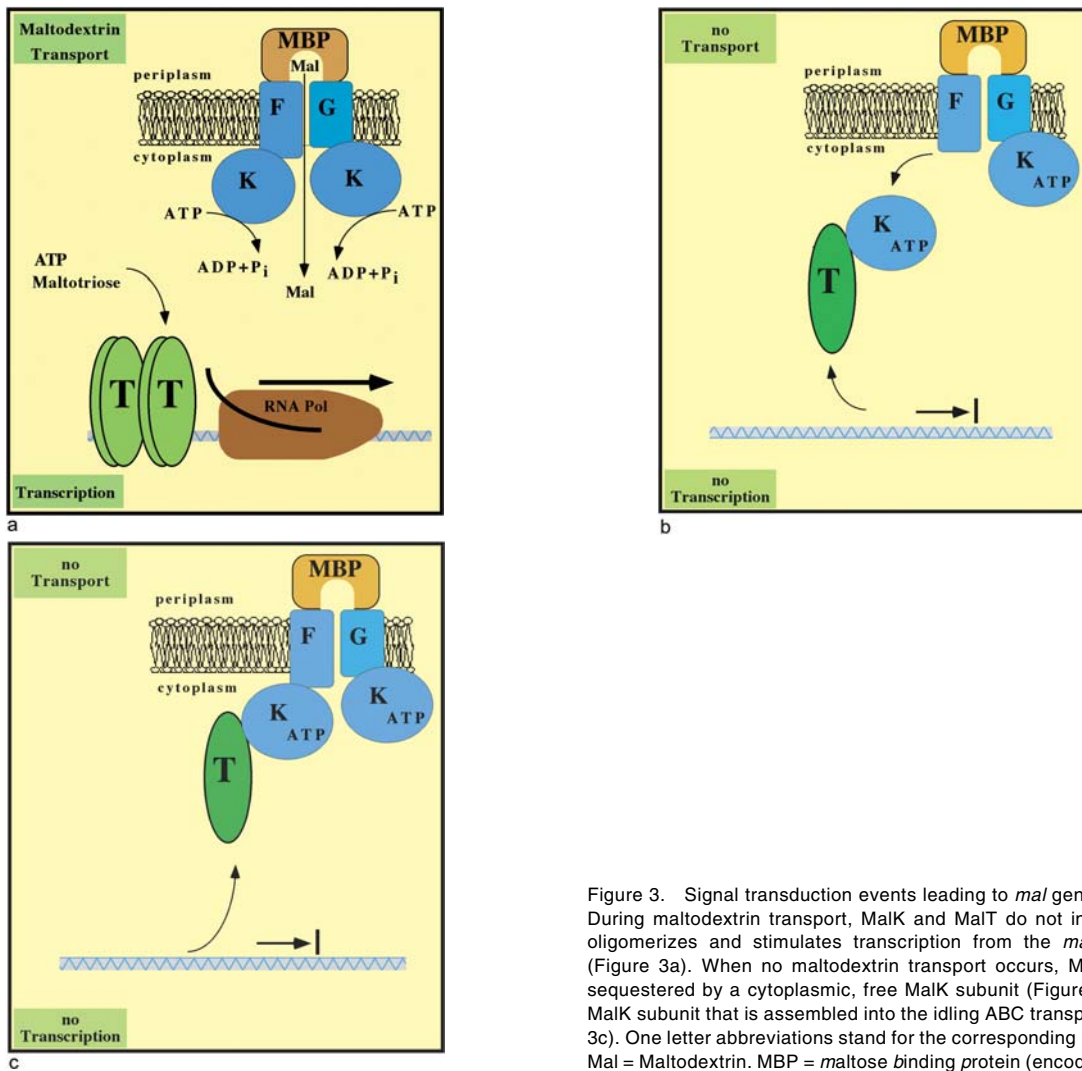 Maltodextrin
Transport
MBP
Mal
periplasm
F G
cytoplasm
K K
ATP ATP
ADP+Pi ADP+Pi
Mal
ATP
Maltotriose
T T
RNA Pol
Transcription
a
no
Transport
MBP
periplasm
F G
cytoplasm
K
ATP
K
ATP
T
no
Transcription
b
no
Transport
MBP
periplasm
F G
cytoplasm
K
ATP
K
ATP
T
no
Transcription
c
Figure 3. Signal transduction events leading to mal gen
During maltodextrin transport, MalK and MalT do not in
oligomerizes and stimulates transcription from the ma
(Figure 3a). When no maltodextrin transport occurs, M
sequestered by a cytoplasmic, free MalK subunit (Figure
MalK subunit that is assembled into the idling ABC transp
3c). One letter abbreviations stand for the corresponding
Mal = Maltodextrin. MBP = maltose binding protein (encod